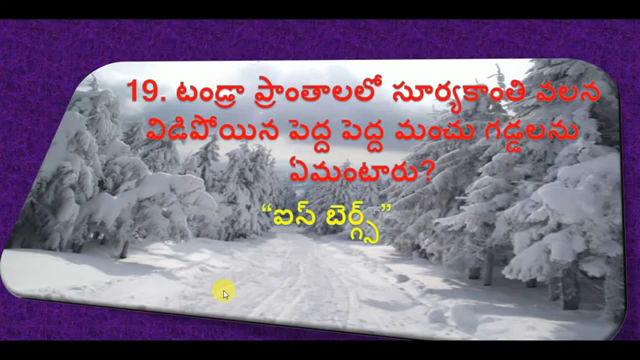 19. టండ్రా ప్రాంతాలలో సూర్యకాంతి వలన
విడిపోయిన పెద్ద పెద్ద మంచు గడ్డలను
ఏమంటారు?
“ఐస్ బెర్గ్స్”